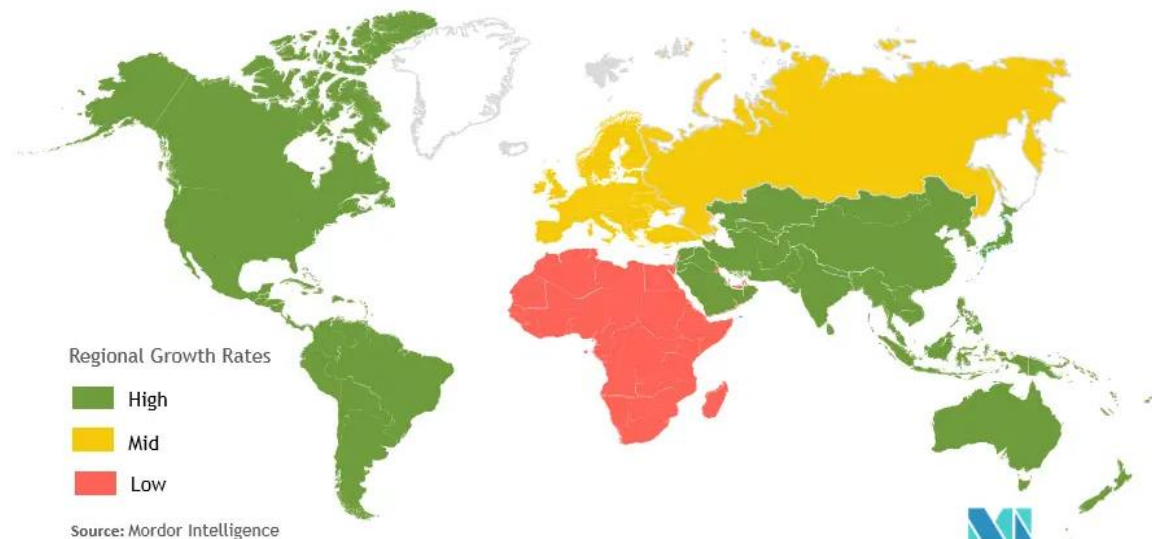 Regional Growth Rates
High
Mid
Low
Source: Mordor Intelligence